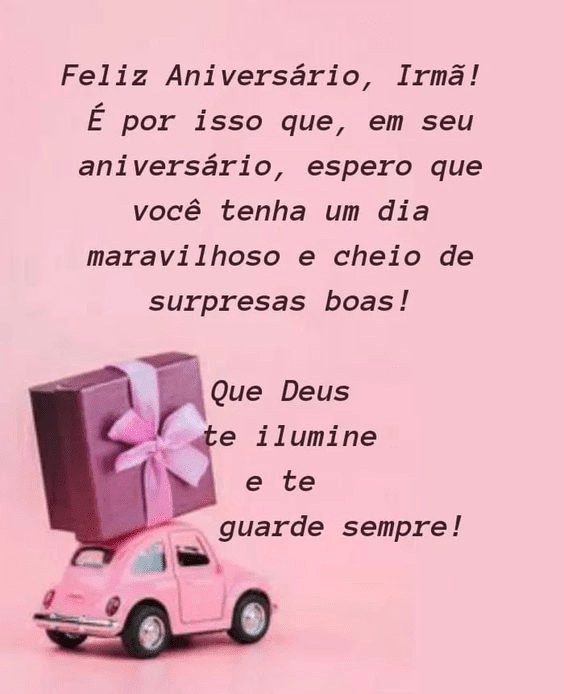 Feliz Aniversário, Irmã!
É por isso que, em seu
aniversário, espero que
você tenha um dia
maravilhoso e cheio de
surpresas boas!
Que Deus
te ilumine
e te
guarde sempre!